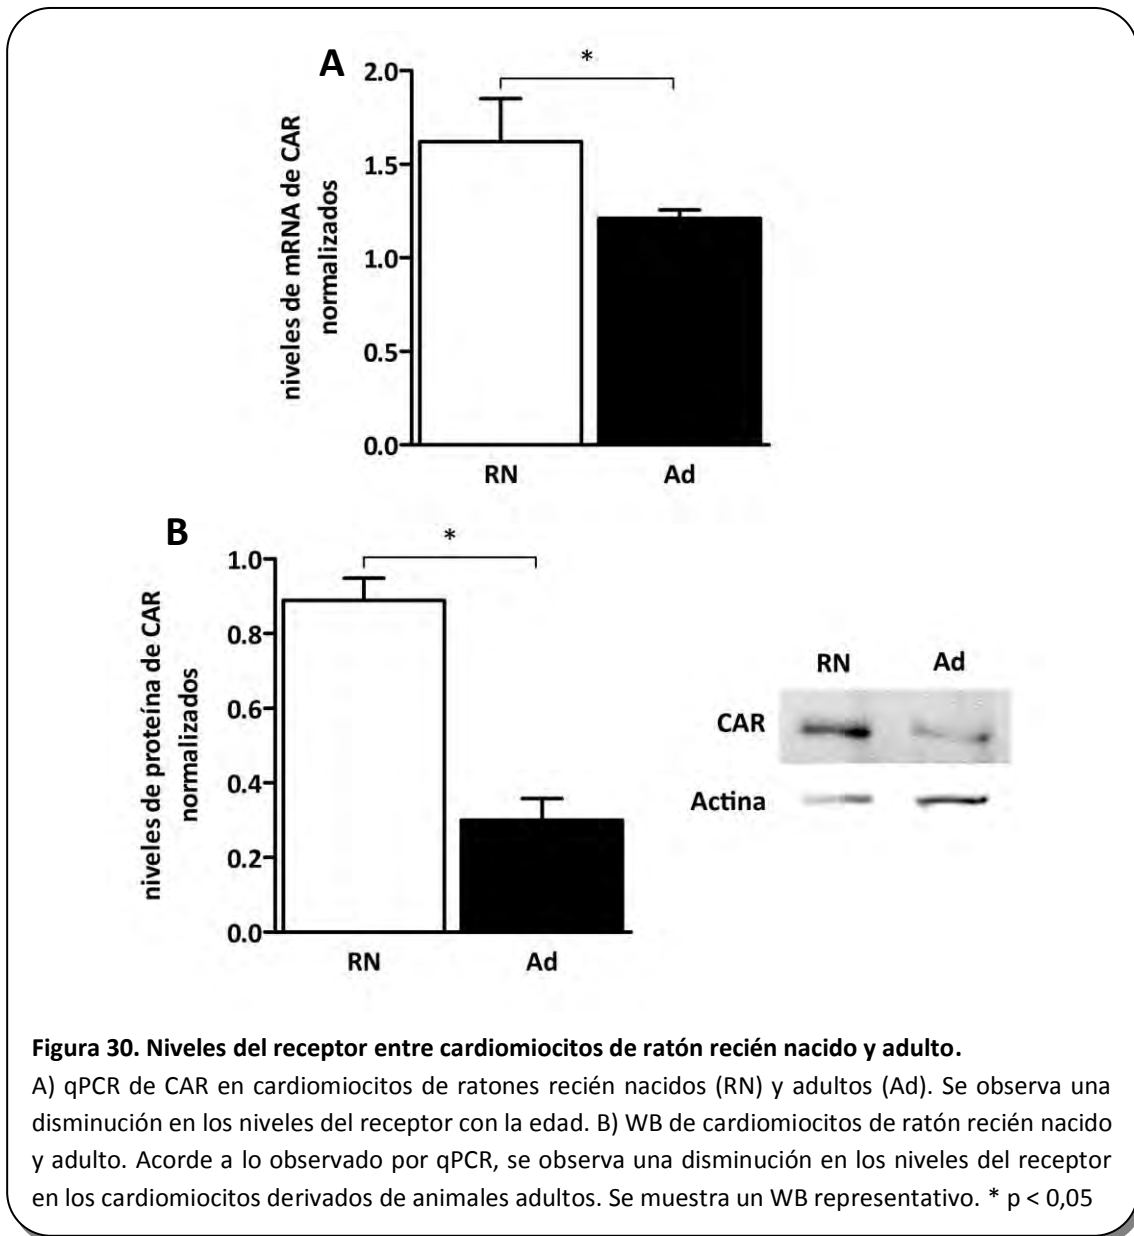 A
*
2.0
1.5
1.0
0.5
0.0
niveles de mRNA de CAR
normalizados
RN Ad
B
*
1.0
0.8
0.6
0.4
0.2
0.0
niveles de proteína de CAR
normalizados
RN Ad
RN Ad
CAR
Actina
Figura 30. Niveles del receptor entre cardiomiocitos de ratón recién nacido y adulto.
A) qPCR de CAR en cardiomiocitos de ratones recién nacidos (RN) y adultos (Ad). Se observa una
disminución en los niveles del receptor con la edad. B) WB de cardiomiocitos de ratón recién nacido
y adulto. Acorde a lo observado por qPCR, se observa una disminución en los niveles del receptor
en los cardiomiocitos derivados de animales adultos. Se muestra un WB representativo. * p < 0,05